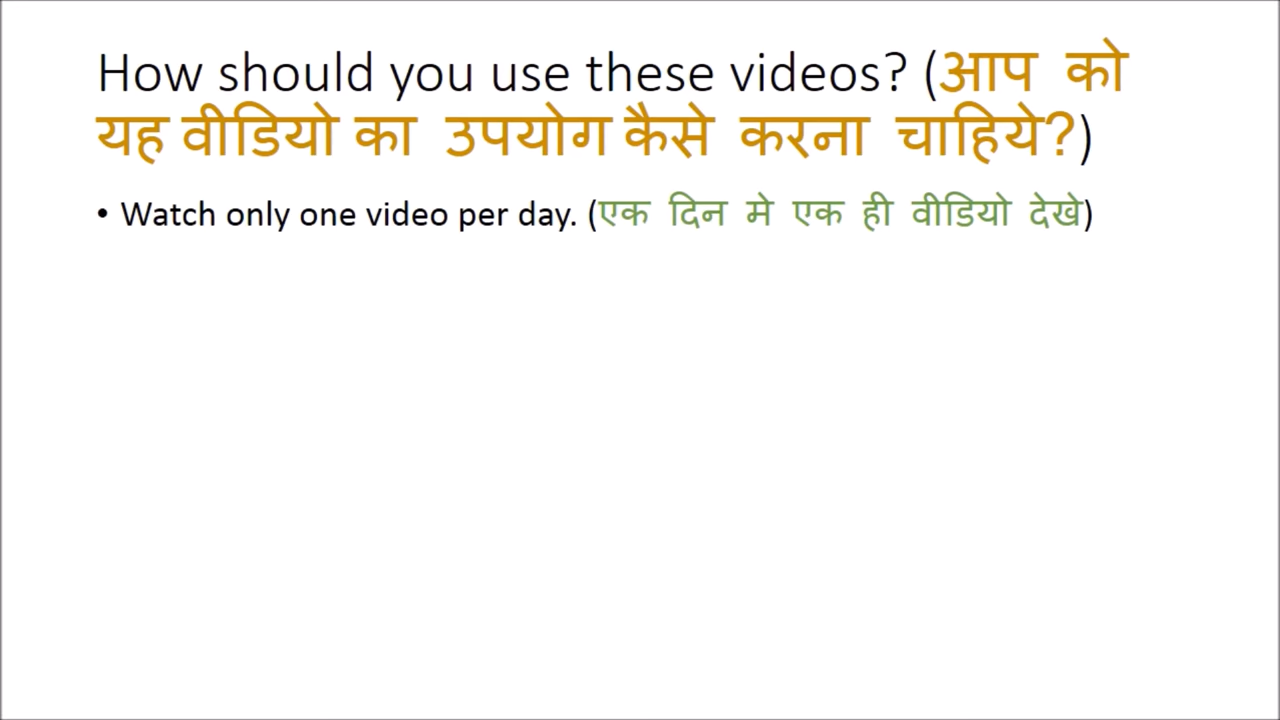 How should you use these videos? (आप को
यह वीडियो का उपयोग कैसे करना चाहिये?)
• Watch only one video per day. (एक दिन मे एक ही वीडियो देखे)